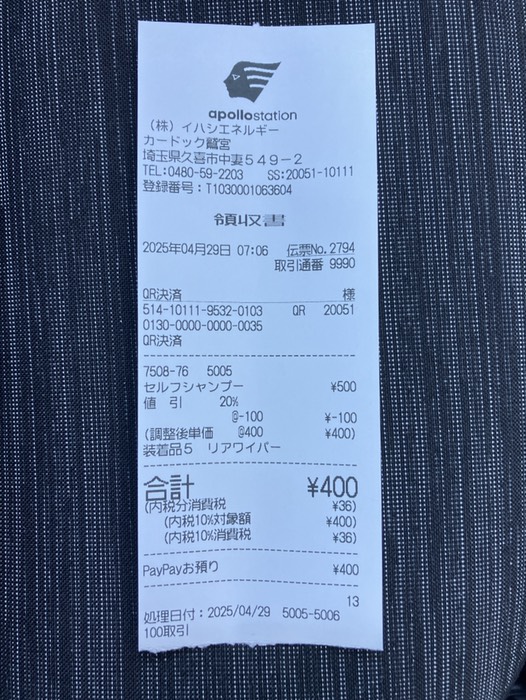 apollostation
(株)イハシエネルギー
カードック鷲宮
埼玉県久喜市中妻549-2
TEL:0480-59-2203 SS:20051-10111
登録番号:T1030001063604
領収書
2025年04月29日 07:06 伝票No.2794
取引通番 9990
QR決済 様
514-10111-9532-0103 QR 20051
0130-0000-0000-0035
QR決済
7508-76 5005
セルフシャンプー ¥500
値 引 20%
@-100 ¥-100
(調整後単価 @400 ¥400)
装着品5 リアワイパー
合計 ¥400
(内税分消費税 ¥36)
(内税10%対象額 ¥400)
(内税10%消費税 ¥36)
PayPayお預り ¥400
13
処理日付:2025/04/29 5005-5006
100取引